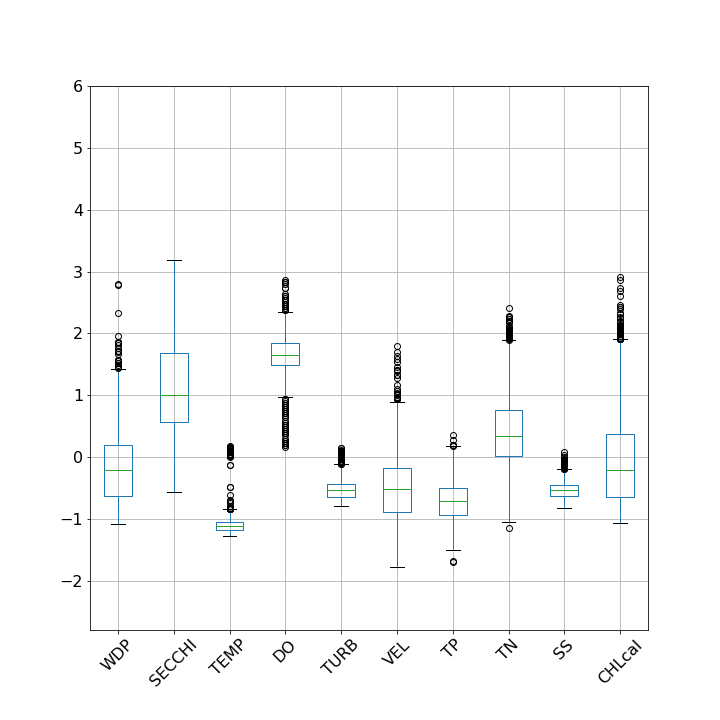 6
5
4
3
2
1
0
−1
−2
WDP
SECCHI
TEMP
DO
TURB
VEL
TP
TN
SS
CHLcal